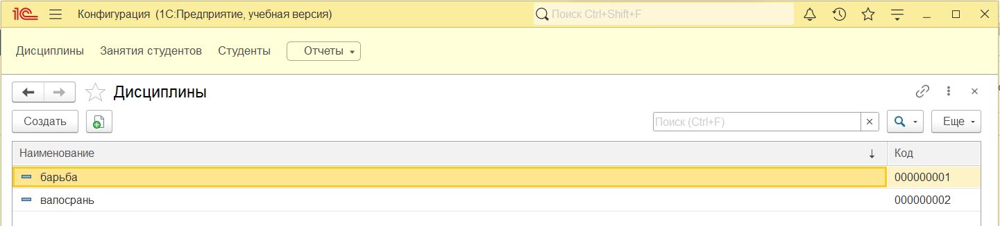 1С Конфигурация (1С:Предприятие, учебная версия) Поиск Ctrl+Shift+F
Дисциплины Занятия студентов Студенты Отчеты
Дисциплины
Создать Поиск (Ctrl+F) Еще
Наименование Код
барьба 000000001
валосрань 000000002